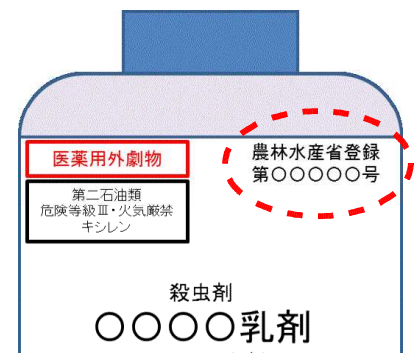 医薬用外劇物
農林水産省登録
第○○○○○号
第二石油類
危険等級Ⅲ・火気厳禁
キシレン
殺虫剤
○○○○乳剤